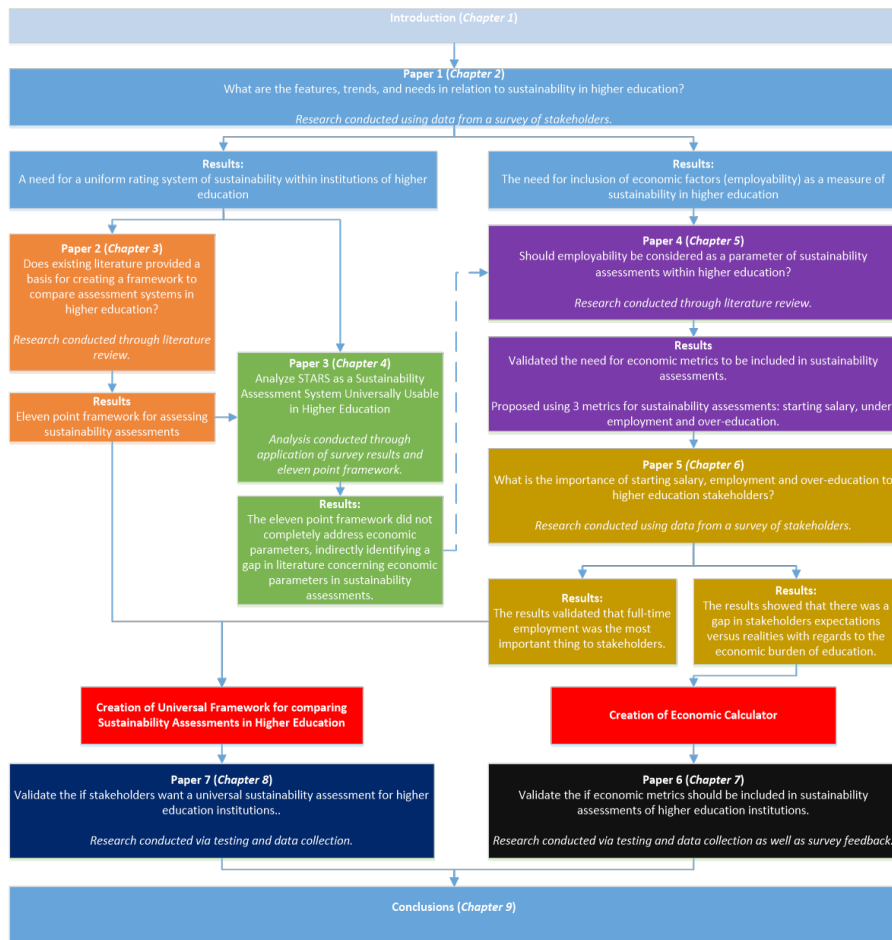 Introduction (Chapter 1)
Paper 1 (Chapter 2)
What are the features, trends, and needs in relation to sustainability in higher education?
Research conducted using data from a survey of stakeholders.
Results:
A need for a uniform rating system of sustainability within institutions of higher
education
Results:
The need for inclusion of economic factors (employability) as a measure of
sustainability in higher education
Paper 2 (Chapter 3)
Does existing literature provided a
basis for creating a framework to
compare assessment systems in
higher education?
Research conducted through literature
review.
Paper 4 (Chapter 5)
Should employability be considered as a parameter of sustainability
assessments within higher education?
Research conducted through literature review.
Paper 3 (Chapter 4)
Analyze STARS as a Sustainability
Assessment System Universally Usable
in Higher Education
Analysis conducted through
application of survey results and
eleven point framework.
Results
Validated the need for economic metrics to be included in sustainability
assessments.
Proposed using 3 metrics for sustainability assessments: starting salary, under
employment and over-education.
Results
Eleven point framework for assessing
sustainability assessments
Paper 5 (Chapter 6)
What is the importance of starting salary, employment and over-education to
higher education stakeholders?
Research conducted using data from a survey of stakeholders.
Results:
The eleven point framework did not
completely address economic
parameters, indirectly identifying a
gap in literature concerning economic
parameters in sustainability
assessments.
Results:
The results validated that full-time
employment was the most
important thing to stakeholders.
Results:
The results showed that there was a
gap in stakeholders expectations
versus realities with regards to the
economic burden of education.
Creation of Universal Framework for comparing
Sustainability Assessments in Higher Education
Creation of Economic Calculator
Paper 7 (Chapter 8)
Validate the if stakeholders want a universal sustainability assessment for higher
education institutions..
Research conducted via testing and data collection.
Paper 6 (Chapter 7)
Validate the if economic metrics should be included in sustainability
assessments of higher education institutions.
Research conducted via testing and data collection as well as survey feedback.
Conclusions (Chapter 9)